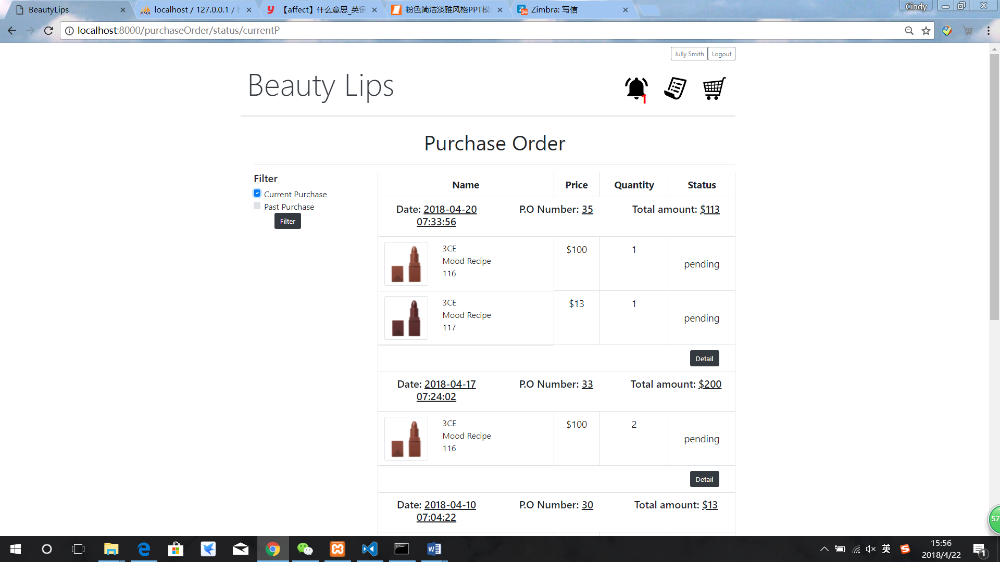 BeautyLips
localhost / 127.0.0.1 / b
【affect】什么意思_英语
粉色简洁淡雅风格PPT模
Zimbra: 写信
Cindy
localhost:8000/purchaseOrder/status/currentP
Jully Smith
Logout
Beauty Lips
1
Purchase Order
Filter
Current Purchase
Past Purchase
Filter
Name Price Quantity Status
Date: 2018-04-20 07:33:56 P.O Number: 35 Total amount: $113
3CE
Mood Recipe
116
$100 1 pending
3CE
Mood Recipe
117
$13 1 pending
Detail
Date: 2018-04-17 07:24:02 P.O Number: 33 Total amount: $200
3CE
Mood Recipe
116
$100 2 pending
Detail
Date: 2018-04-10 07:04:22 P.O Number: 30 Total amount: $13
57
英
15:56
2018/4/22
1